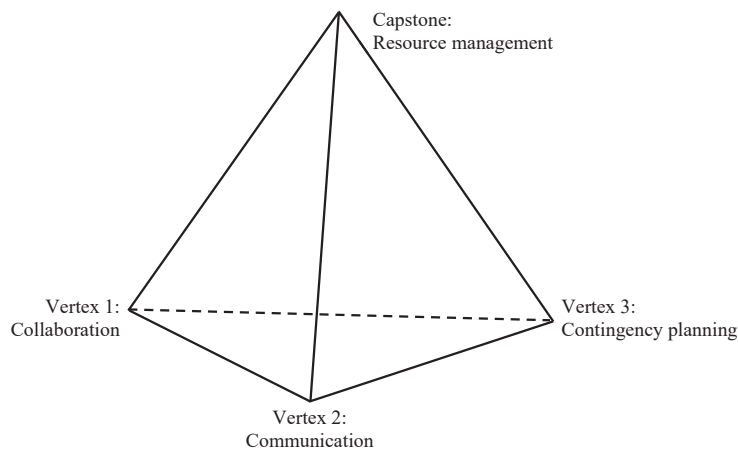 Capstone:
Resource management
Vertex 1:
Collaboration
Vertex 3:
Contingency planning
Vertex 2:
Communication